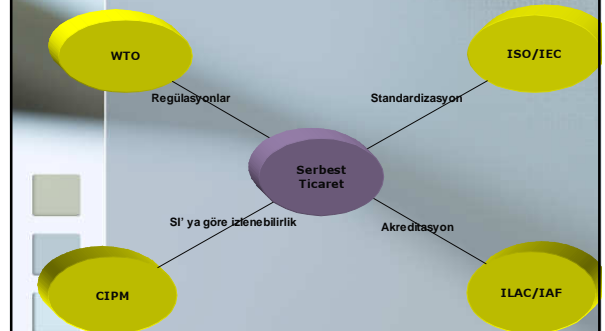 WTO
ISO/IEC
Regülasyonlar
Standardizasyon
Serbest
Ticaret
SI' ya göre izlenebilirlik
Akreditasyon
CIPM
ILAC/IAF